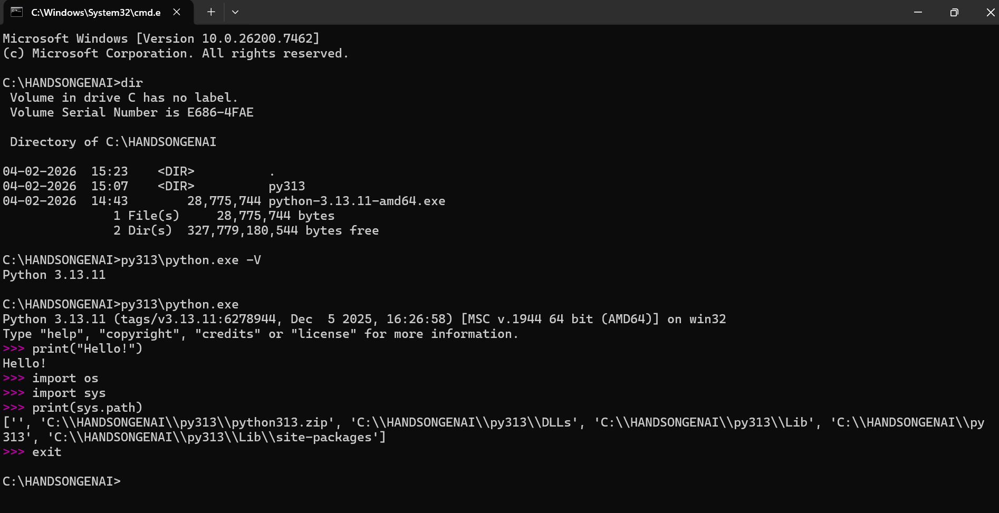 C:\Windows\System32\cmd.e
Microsoft Windows [Version 10.0.26200.7462]
(c) Microsoft Corporation. All rights reserved.
C:\HANDSONGENAI>dir
 Volume in drive C has no label.
 Volume Serial Number is E686-4FAE
 Directory of C:\HANDSONGENAI
04-02-2026  15:23    <DIR>          .
04-02-2026  15:07    <DIR>          py313
04-02-2026  14:43        28,775,744 python-3.13.11-amd64.exe
               1 File(s)     28,775,744 bytes
               2 Dir(s)  327,779,180,544 bytes free
C:\HANDSONGENAI>py313\python.exe -V
Python 3.13.11
C:\HANDSONGENAI>py313\python.exe
Python 3.13.11 (tags/v3.13.11:6278944, Dec  5 2025, 16:26:58) [MSC v.1944 64 bit (AMD64)] on win32
Type "help", "copyright", "credits" or "license" for more information.
>>> print("Hello!")
Hello!
>>> import os
>>> import sys
>>> print(sys.path)
['', 'C:\\HANDSONGENAI\\py313\\python313.zip', 'C:\\HANDSONGENAI\\py313\\DLLs', 'C:\\HANDSONGENAI\\py313\\Lib', 'C:\\HANDSONGENAI\\py
313', 'C:\\HANDSONGENAI\\py313\\Lib\\site-packages']
>>> exit
C:\HANDSONGENAI>